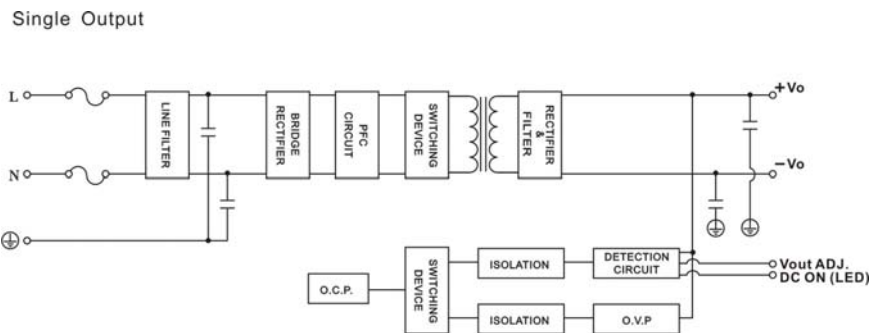 Single Output
L
N
LINE FILTER
BRIDGE
RECTIFIER
PFC
CIRCUIT
SWITCHING
DEVICE
RECTIFIER
&
FILTER
+Vo
−Vo
O.C.P.
SWITCHING
DEVICE
ISOLATION
DETECTION
CIRCUIT
Vout ADJ.
DC ON (LED)
ISOLATION
O.V.P